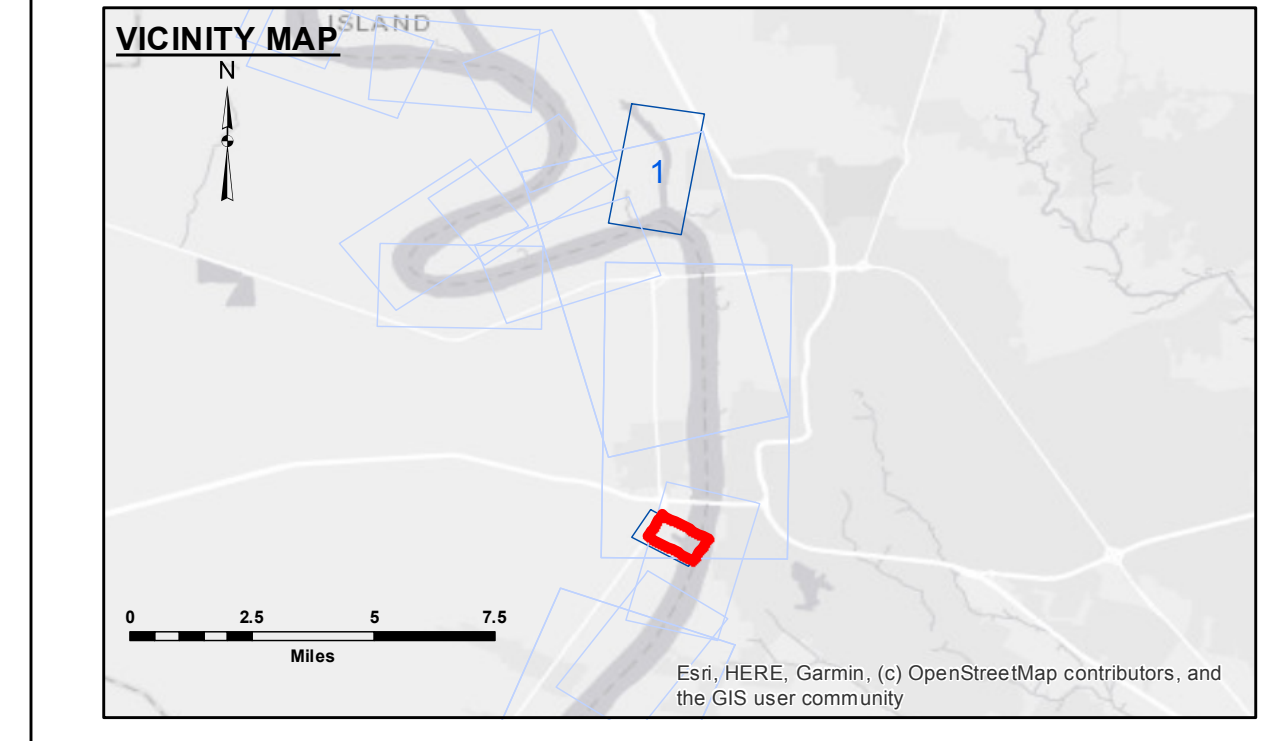 ISLAND
VICINITY MAP
N
1
0 2.5 5 7.5
Miles
Esri, HERE, Garmin, (c) OpenStreetMap contributors, and
the GIS user community